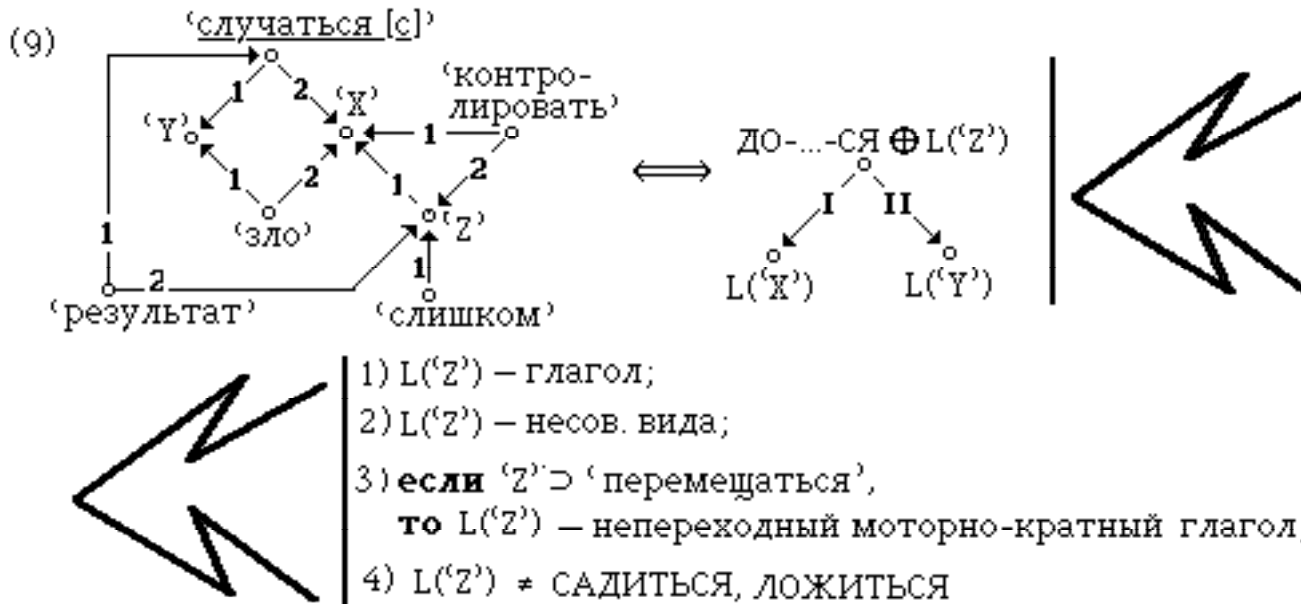 (9)
‘случаться [с]’
‘контро-
лировать’
1 2 ‘X’
‘Y’ 1
ДО-...-СЯ ⊕ L(‘Z’)
1 2 1 2
⟺
I II
‘зло’ ‘Z’
1
1
L(‘X’) L(‘Y’)
2
‘результат’ ‘слишком’
1) L(‘Z’) – глагол;
2) L(‘Z’) – несов. вида;
3) если ‘Z’ ⊃ ‘перемещаться’,
то L(‘Z’) – непереходный моторно-кратный глагол;
4) L(‘Z’) ≠ САДИТЬСЯ, ЛОЖИТЬСЯ